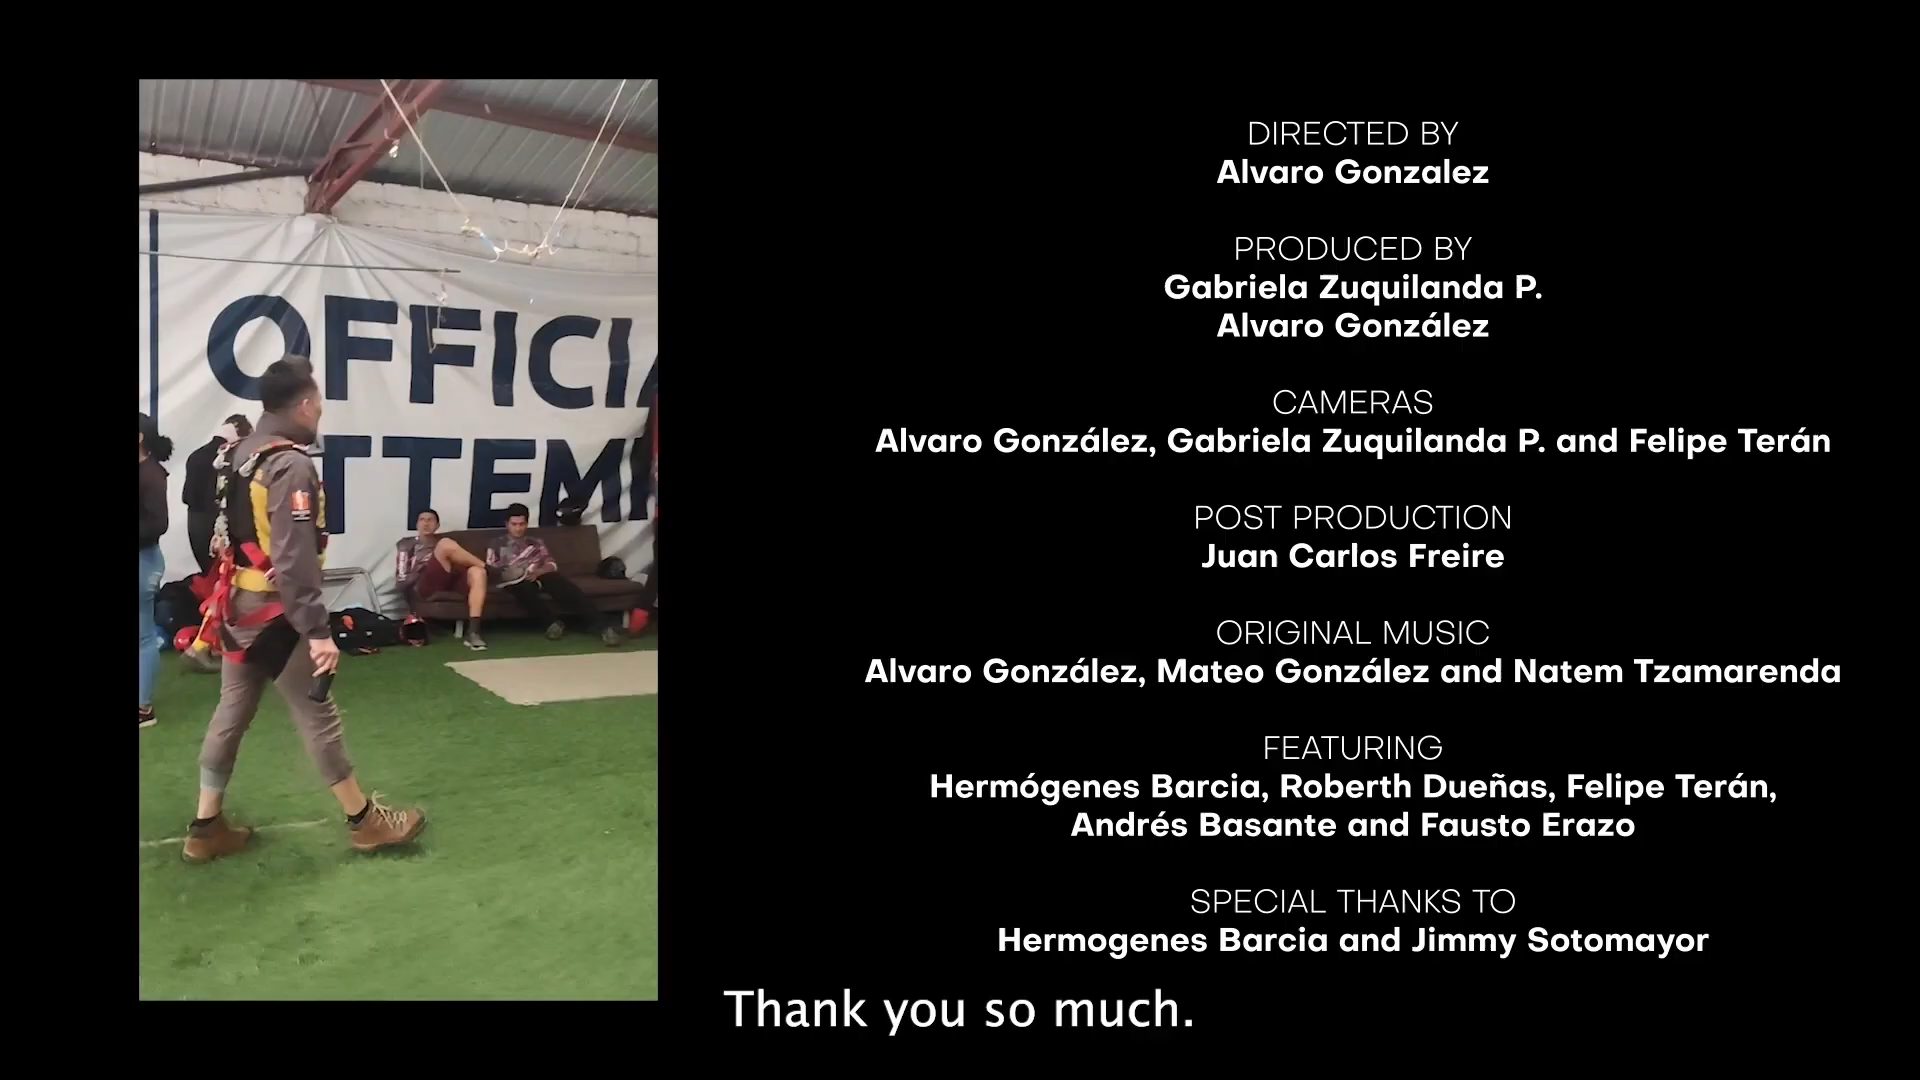 OFFICIA
TTEM
DIRECTED BY
Alvaro Gonzalez
PRODUCED BY
Gabriela Zuquilanda P.
Alvaro González
CAMERAS
Alvaro González, Gabriela Zuquilanda P. and Felipe Terán
POST PRODUCTION
Juan Carlos Freire
ORIGINAL MUSIC
Alvaro González, Mateo González and Natem Tzamarenda
FEATURING
Hermógenes Barcia, Roberth Dueñas, Felipe Terán,
Andrés Basante and Fausto Erazo
SPECIAL THANKS TO
Hermogenes Barcia and Jimmy Sotomayor
Thank you so much.